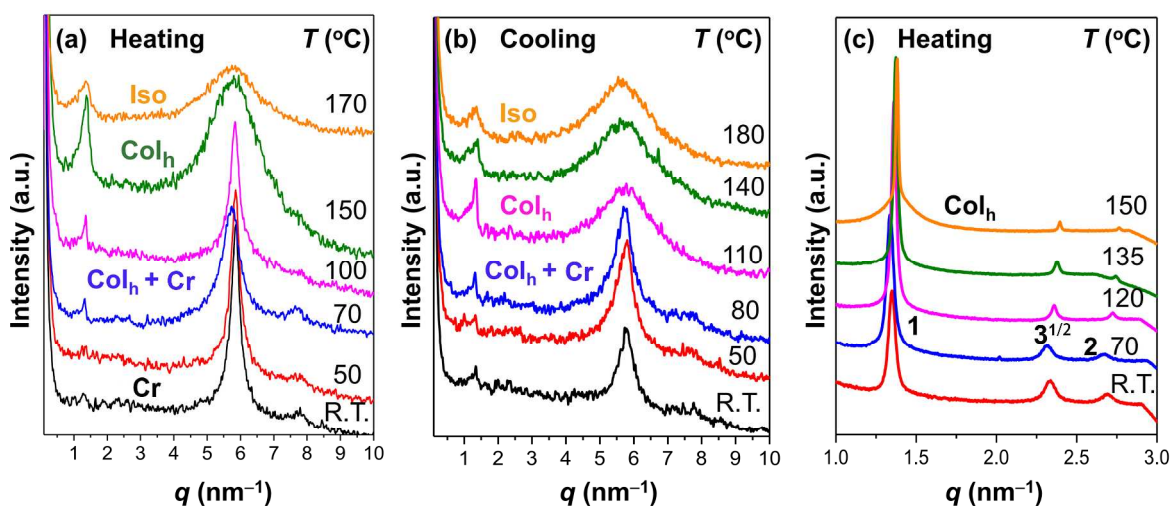 (a) Heating T (°C)
Iso
170
Colh
150
100
Colh + Cr
70
50
Cr
R.T.
0 1 2 3 4 5 6 7 8 9 10
q (nm–1)
Intensity (a.u.)
(b) Cooling T (°C)
Iso
180
140
Colh
110
Colh + Cr
80
50
R.T.
1 2 3 4 5 6 7 8 9 10
q (nm–1)
Intensity (a.u.)
(c) Heating T (°C)
Colh
150
135
120
1 31/2 2 70
R.T.
1.0 1.5 2.0 2.5 3.0
q (nm–1)
Intensity (a.u.)